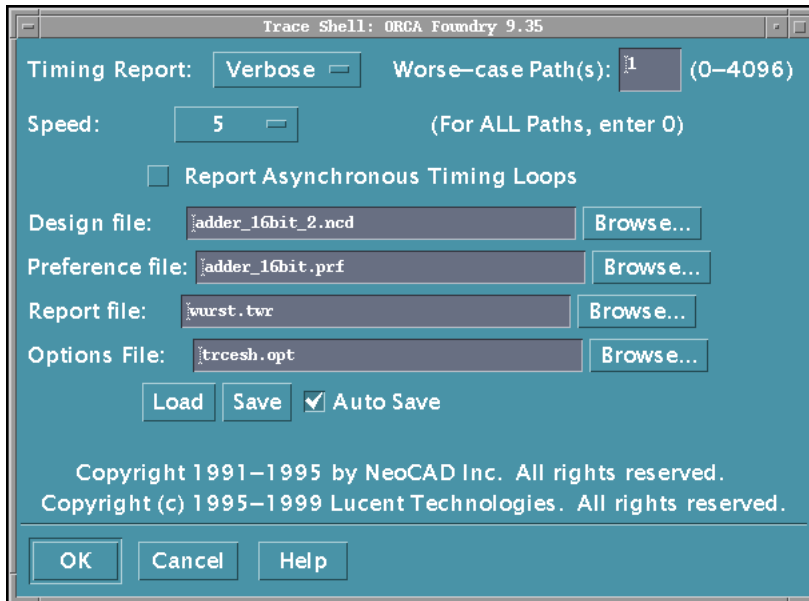 Trace Shell: ORCA Foundry 9.35
Timing Report: Verbose Worse-case Path(s): 1 (0-4096)
Speed: 5 (For ALL Paths, enter 0)
Report Asynchronous Timing Loops
Design file: adder_16bit_2.ncd Browse...
Preference file: adder_16bit.prf Browse...
Report file: wurst.twr Browse...
Options File: trcesh.opt Browse...
Load Save Auto Save
Copyright 1991-1995 by NeoCAD Inc. All rights reserved.
Copyright (c) 1995-1999 Lucent Technologies. All rights reserved.
OK Cancel Help